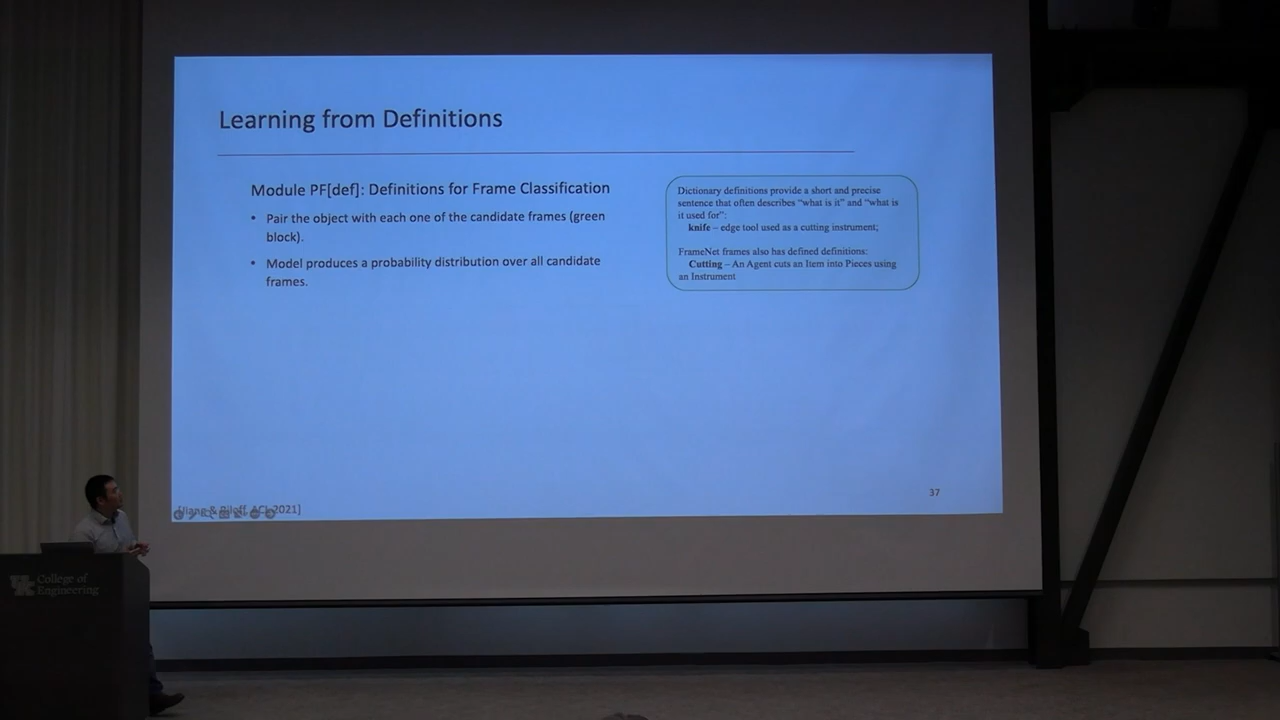 Learning from Definitions
Module PF[def]: Definitions for Frame Classification
• Pair the object with each one of the candidate frames (green
block).
• Model produces a probability distribution over all candidate
frames.
Dictionary definitions provide a short and precise
sentence that often describes "what is it" and "what is
it used for":
knife – edge tool used as a cutting instrument;
FrameNet frames also has defined definitions:
Cutting – An Agent cuts an Item into Pieces using
an Instrument
37
[Jiang & Riloff, ACL 2021]
College of
Engineering